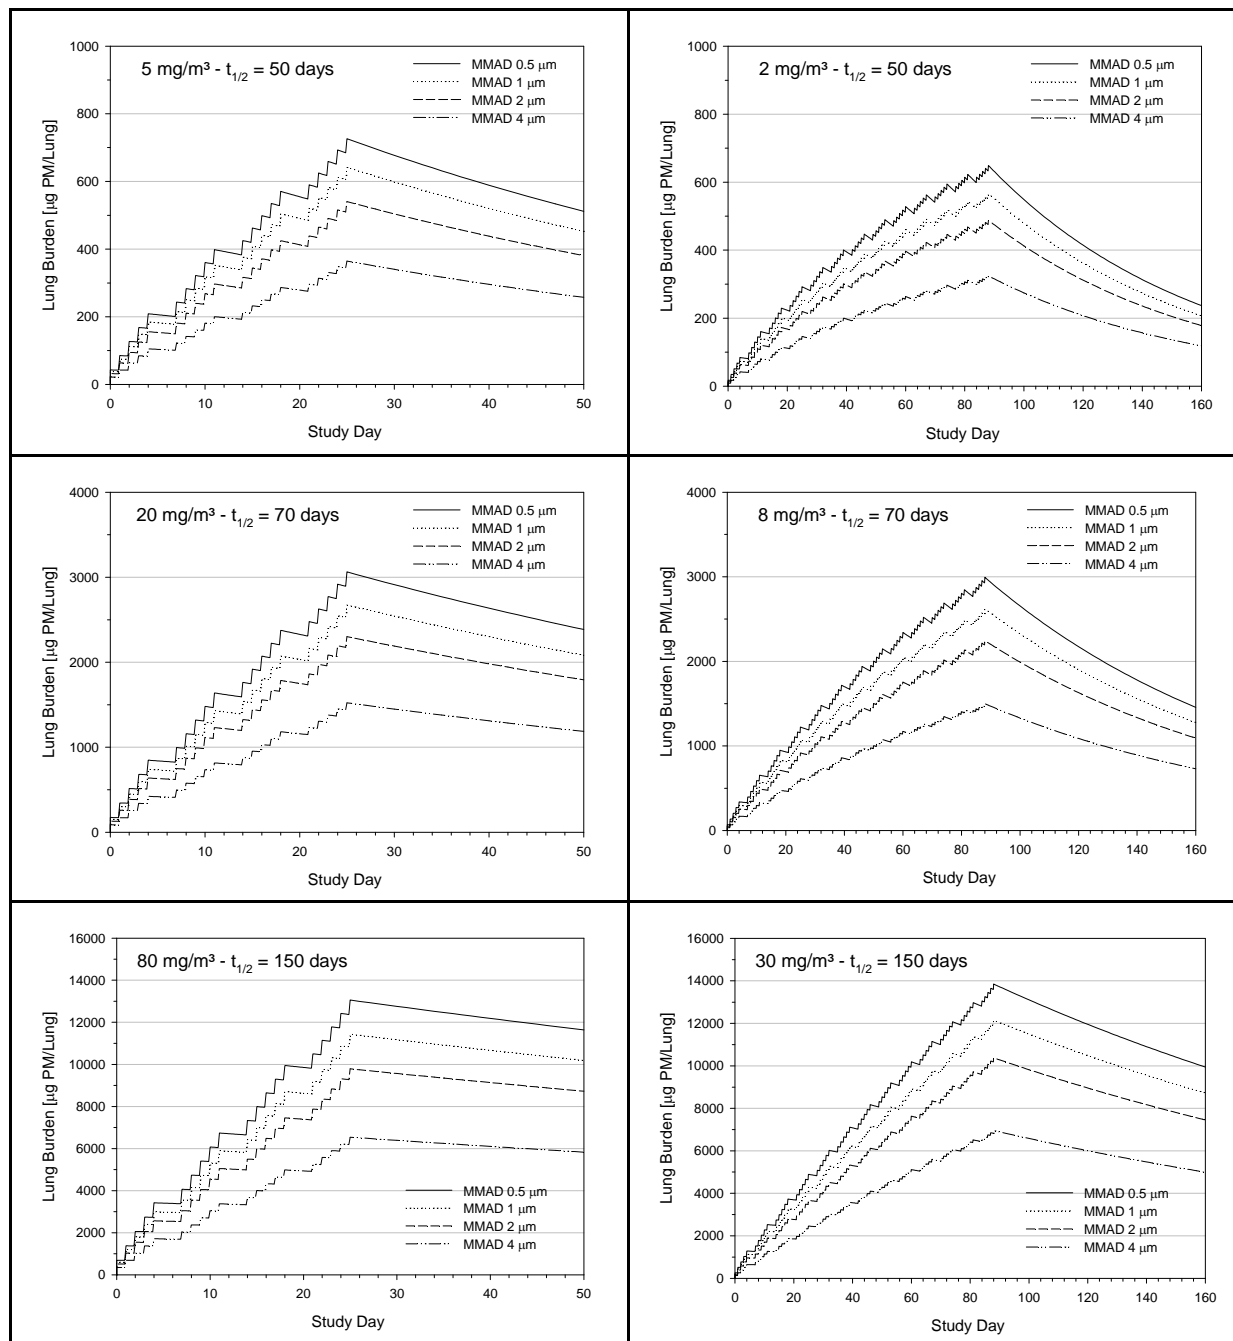 5 mg/m³ - t1/2 = 50 days
MMAD 0.5 μm
MMAD 1 μm
MMAD 2 μm
MMAD 4 μm
Lung Burden [μg PM/Lung]
1000
800
600
400
200
0
0 10 20 30 40 50
Study Day
2 mg/m³ - t1/2 = 50 days
MMAD 0.5 μm
MMAD 1 μm
MMAD 2 μm
MMAD 4 μm
Lung Burden [μg PM/Lung]
1000
800
600
400
200
0
0 20 40 60 80 100 120 140 160
Study Day
20 mg/m³ - t1/2 = 70 days
MMAD 0.5 μm
MMAD 1 μm
MMAD 2 μm
MMAD 4 μm
Lung Burden [μg PM/Lung]
4000
3000
2000
1000
0
0 10 20 30 40 50
Study Day
8 mg/m³ - t1/2 = 70 days
MMAD 0.5 μm
MMAD 1 μm
MMAD 2 μm
MMAD 4 μm
Lung Burden [μg PM/Lung]
4000
3000
2000
1000
0
0 20 40 60 80 100 120 140 160
Study Day
80 mg/m³ - t1/2 = 150 days
Lung Burden [μg PM/Lung]
16000
14000
12000
10000
8000
6000
4000
2000
0
MMAD 0.5 μm
MMAD 1 μm
MMAD 2 μm
MMAD 4 μm
0 10 20 30 40 50
Study Day
30 mg/m³ - t1/2 = 150 days
Lung Burden [μg PM/Lung]
16000
14000
12000
10000
8000
6000
4000
2000
0
MMAD 0.5 μm
MMAD 1 μm
MMAD 2 μm
MMAD 4 μm
0 20 40 60 80 100 120 140 160
Study Day